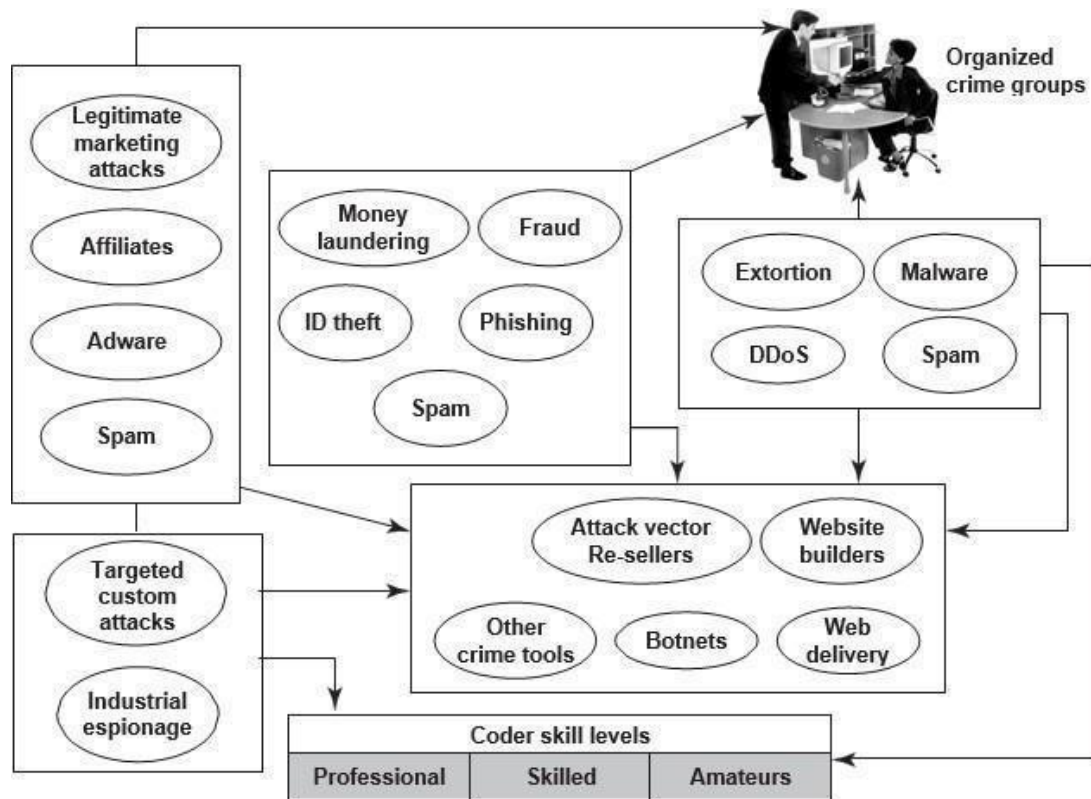 Organized
crime groups
Legitimate
marketing
attacks
Affiliates
Adware
Spam
Money
laundering
Fraud
ID theft
Phishing
Spam
Extortion
Malware
DDoS
Spam
Attack vector
Re-sellers
Website
builders
Other
crime tools
Botnets
Web
delivery
Targeted
custom
attacks
Industrial
espionage
Coder skill levels
Professional
Skilled
Amateurs